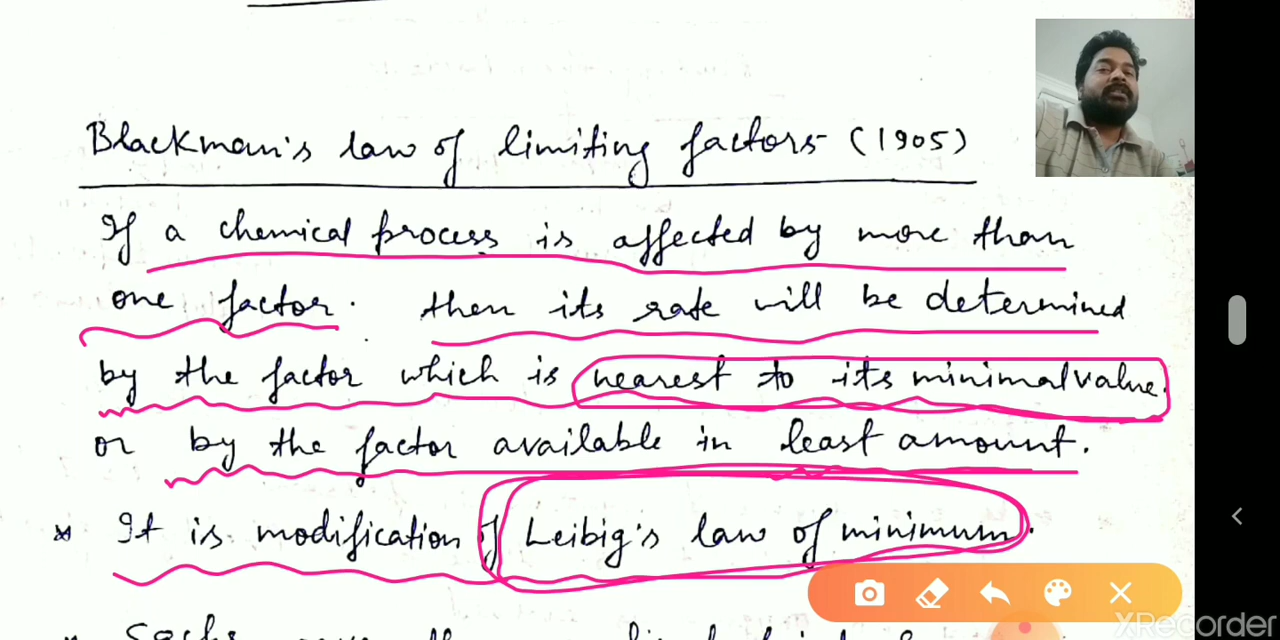 Blackman's law of limiting factors (1905)
If a chemical process is affected by more than
one factor. then its rate will be determined
by the factor which is nearest to its minimal value.
or by the factor available in least amount.
* It is modification of Leibig's law of minimum.
XRecorder